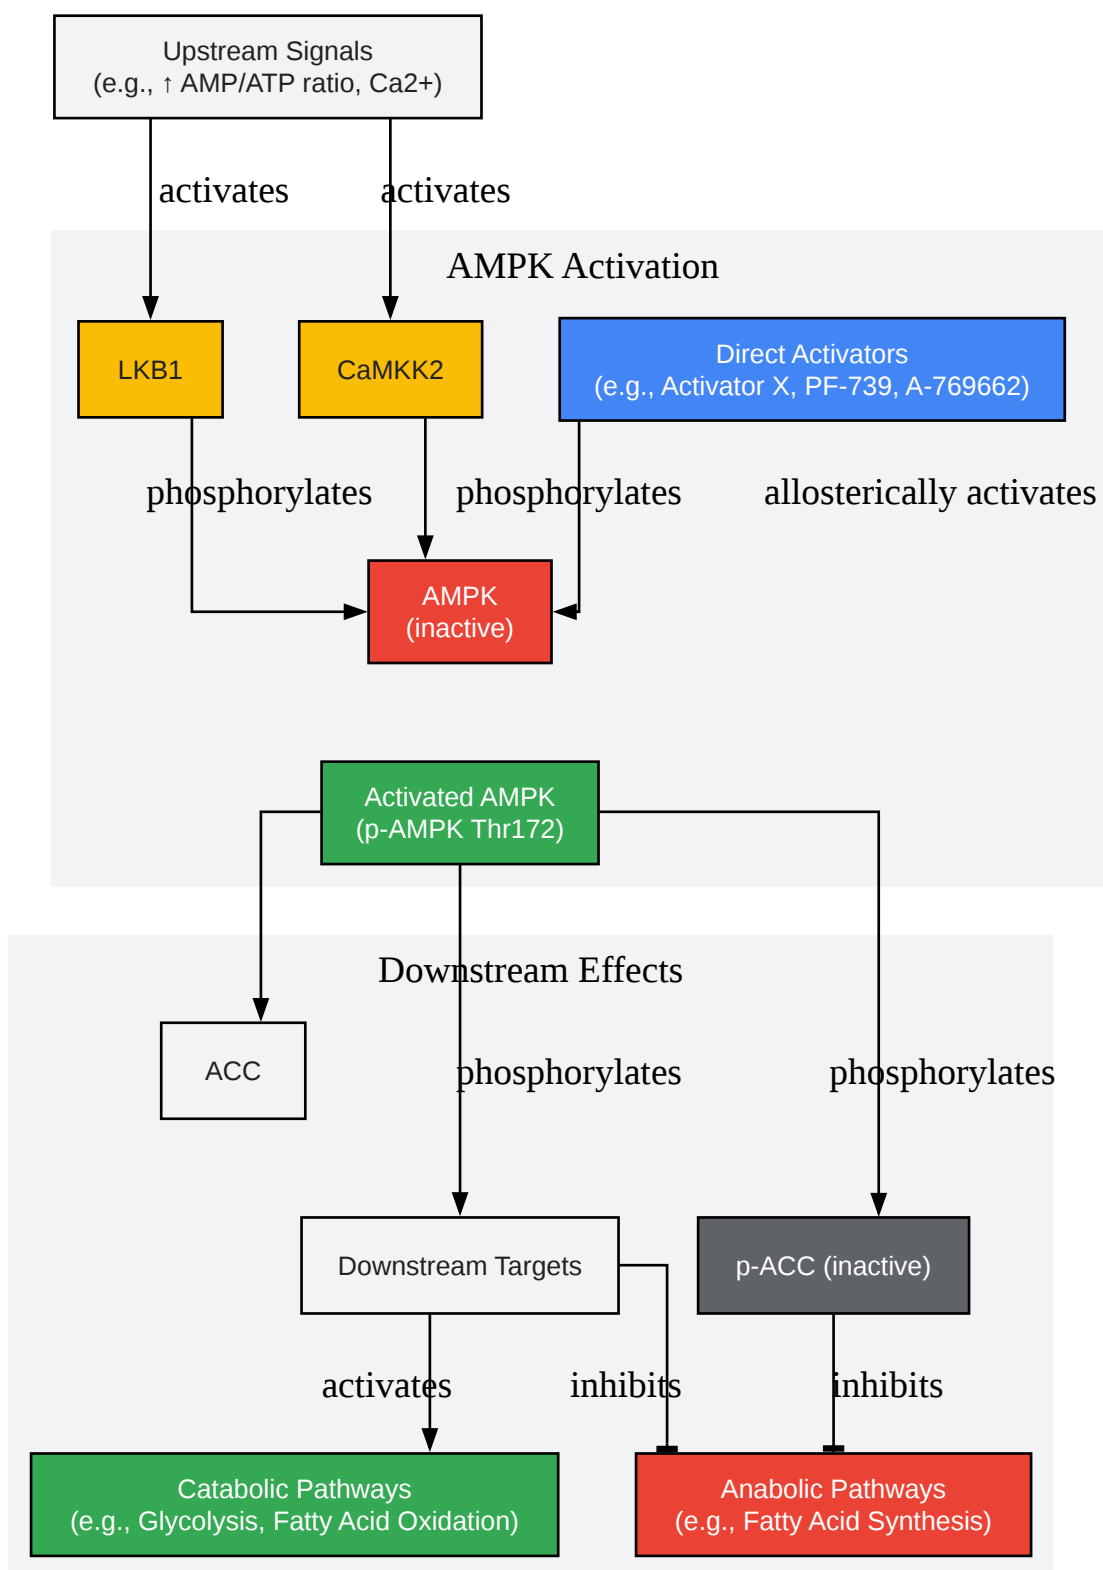 Upstream Signals
(e.g., ↑ AMP/ATP ratio, Ca2+)
activates
activates
AMPK Activation
LKB1
CaMKK2
Direct Activators
(e.g., Activator X, PF-739, A-769662)
phosphorylates
phosphorylates
allosterically activates
AMPK
(inactive)
Activated AMPK
(p-AMPK Thr172)
Downstream Effects
ACC
phosphorylates
phosphorylates
Downstream Targets
p-ACC (inactive)
activates
inhibits
inhibits
Catabolic Pathways
(e.g., Glycolysis, Fatty Acid Oxidation)
Anabolic Pathways
(e.g., Fatty Acid Synthesis)